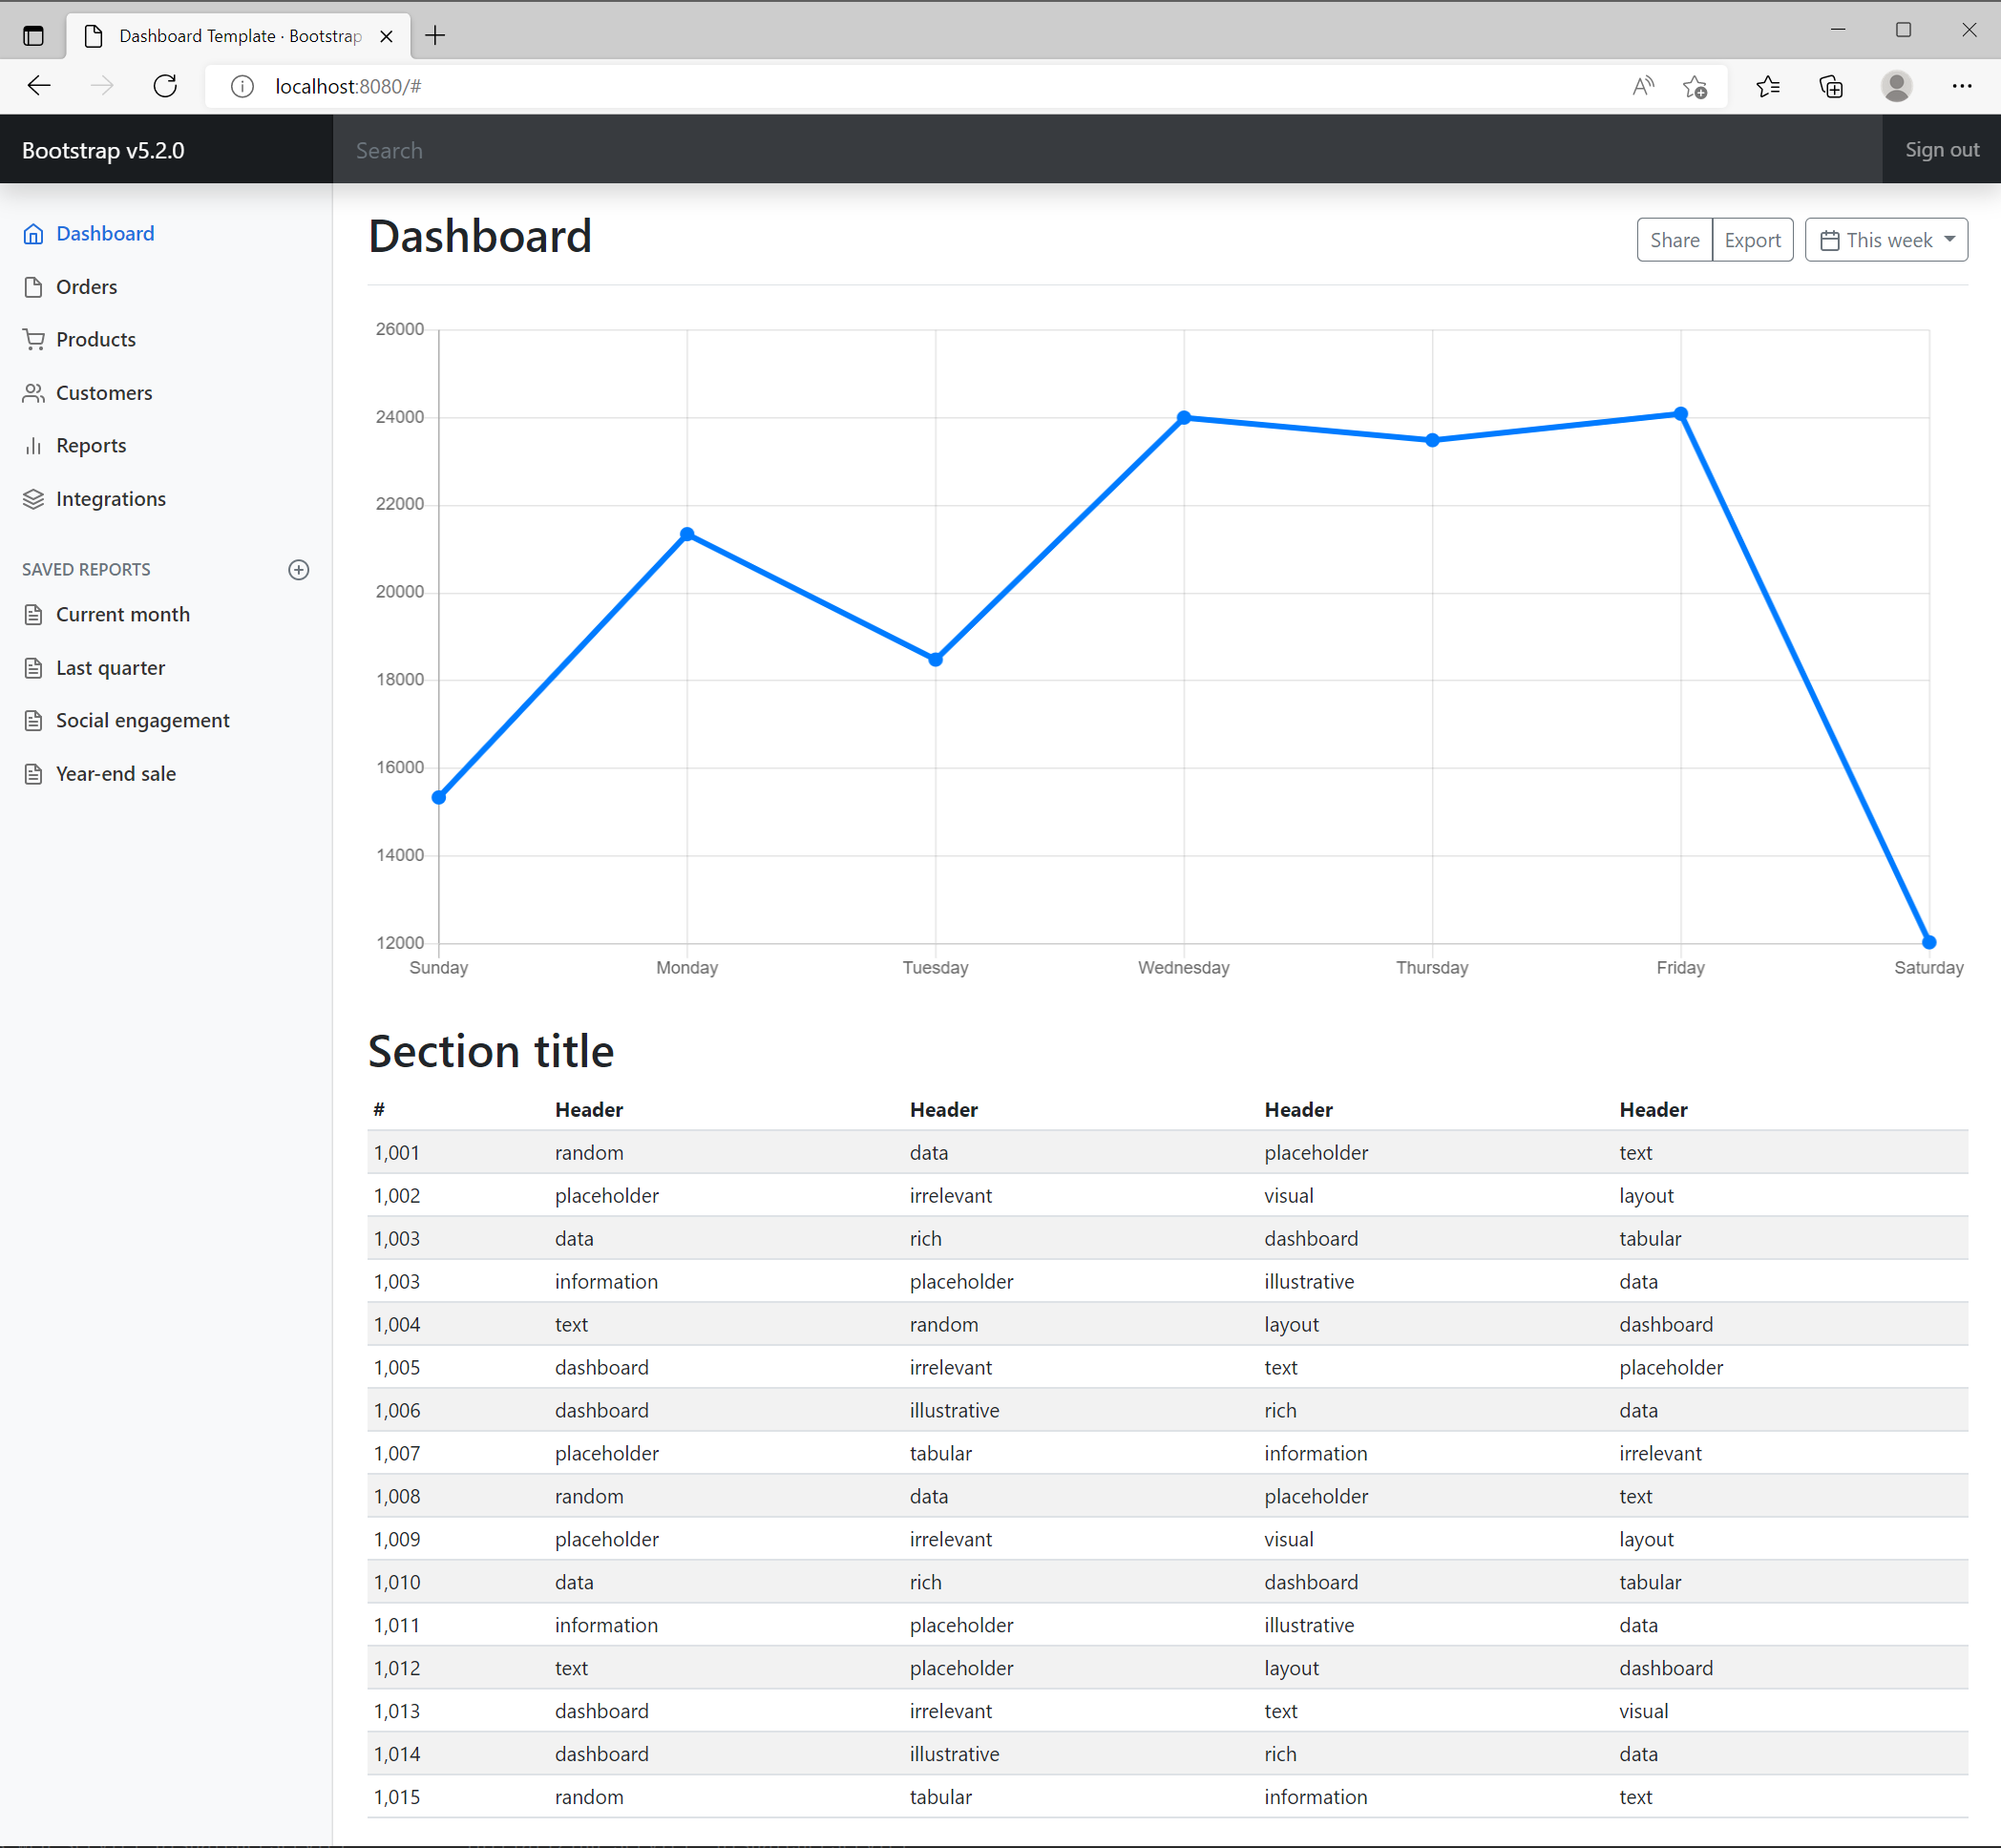 Dashboard Template · Bootstrap
localhost:8080/#
Bootstrap v5.2.0
Search
Sign out
Dashboard
Orders
Products
Customers
Reports
Integrations
SAVED REPORTS
Current month
Last quarter
Social engagement
Year-end sale
Dashboard
Share Export This week
26000
24000
22000
20000
18000
16000
14000
12000
Sunday Monday Tuesday Wednesday Thursday Friday Saturday
Section title
# Header Header Header Header
1,001 random data placeholder text
1,002 placeholder irrelevant visual layout
1,003 data rich dashboard tabular
1,003 information placeholder illustrative data
1,004 text random layout dashboard
1,005 dashboard irrelevant text placeholder
1,006 dashboard illustrative rich data
1,007 placeholder tabular information irrelevant
1,008 random data placeholder text
1,009 placeholder irrelevant visual layout
1,010 data rich dashboard tabular
1,011 information placeholder illustrative data
1,012 text placeholder layout dashboard
1,013 dashboard irrelevant text visual
1,014 dashboard illustrative rich data
1,015 random tabular information text